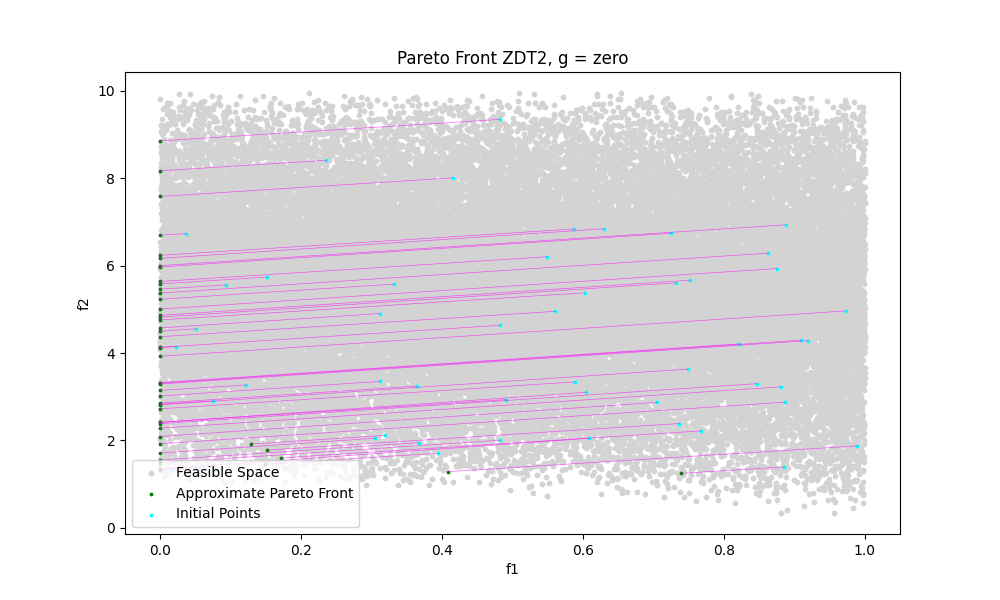 Pareto Front ZDT2, g = zero
10
8
6
4
2
0
f2
Feasible Space
Approximate Pareto Front
Initial Points
0.0 0.2 0.4 0.6 0.8 1.0
f1